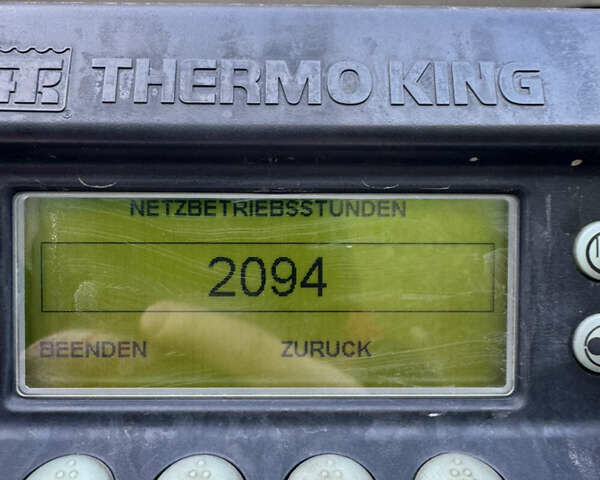 THERMO KING
NETZBETRIEBSSTUNDEN
2094
BEENDEN ZURUCK